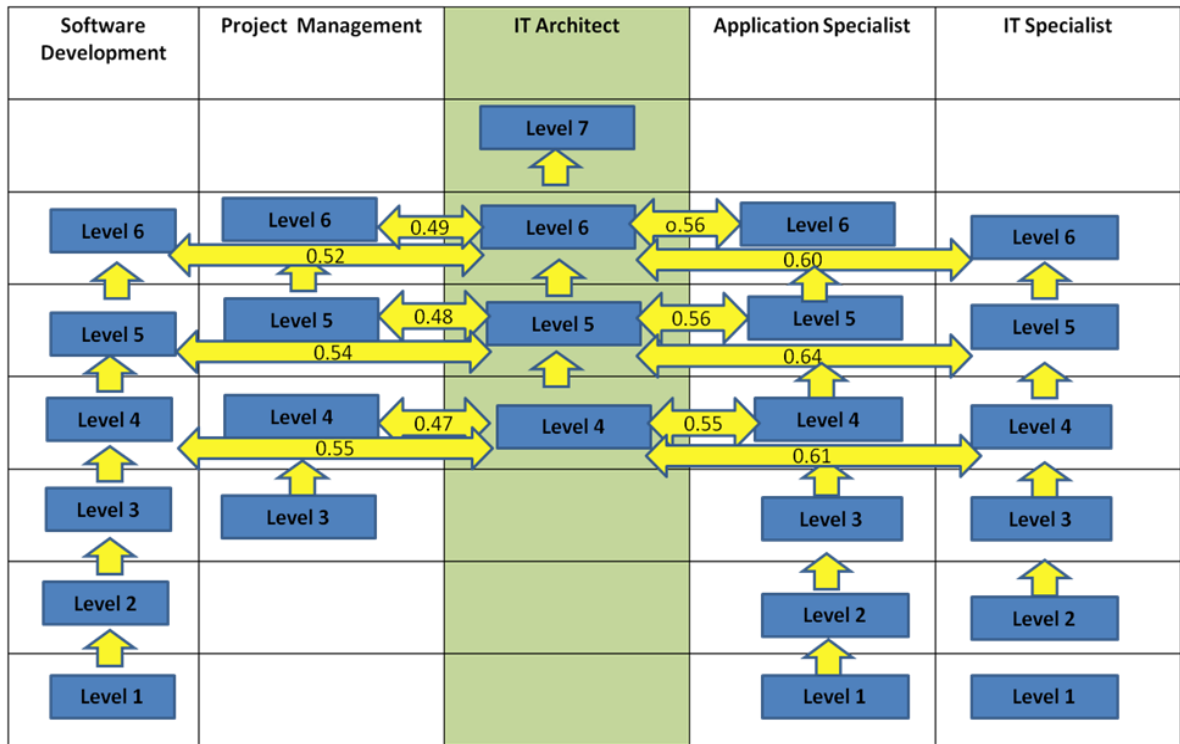 Software
Development
Project Management
IT Architect
Application Specialist
IT Specialist
Level 7
Level 6
Level 6
0.49
Level 6
o.56
Level 6
Level 6
0.52
0.60
Level 5
Level 5
0.48
Level 5
0.56
Level 5
Level 5
0.54
0.64
Level 4
Level 4
0.47
Level 4
0.55
Level 4
Level 4
0.55
0.61
Level 3
Level 3
Level 3
Level 3
Level 2
Level 2
Level 2
Level 1
Level 1
Level 1